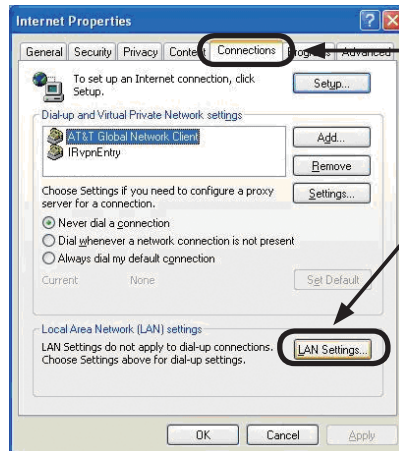 Internet Properties
General Security Privacy Content Connections Programs Advanced
To set up an Internet connection, click
Setup.
Setup...
Dial-up and Virtual Private Network settings
AT&T Global Network Client
IRvpnEntry
Add...
Remove
Choose Settings if you need to configure a proxy
server for a connection.
Settings...
Never dial a connection
Dial whenever a network connection is not present
Always dial my default connection
Current None
Set Default
Local Area Network (LAN) settings
LAN Settings do not apply to dial-up connections.
Choose Settings above for dial-up settings.
LAN Settings...
OK Cancel Apply